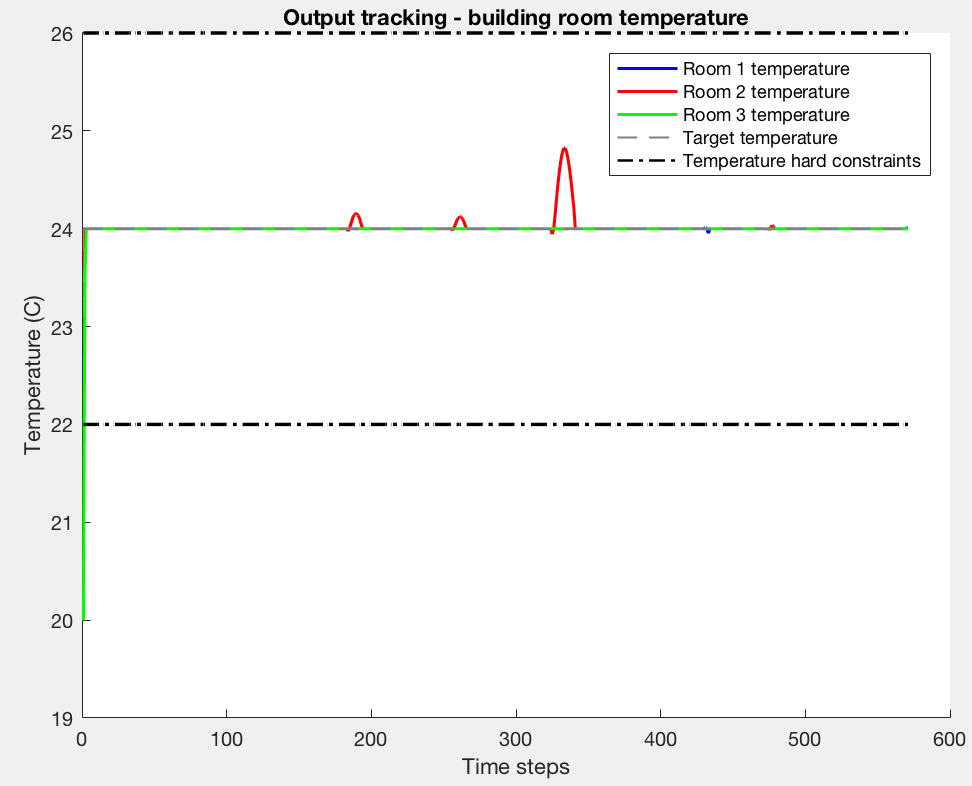 Output tracking - building room temperature
26
25
24
23
22
21
20
19
Temperature (C)
Room 1 temperature
Room 2 temperature
Room 3 temperature
Target temperature
Temperature hard constraints
0
100
200
300
400
500
600
Time steps